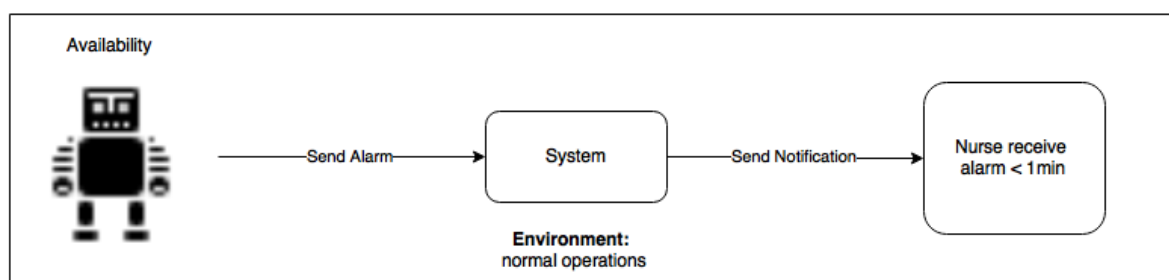 Availability
Send Alarm
System
Send Notification
Nurse receive
alarm < 1min
Environment:
normal operations